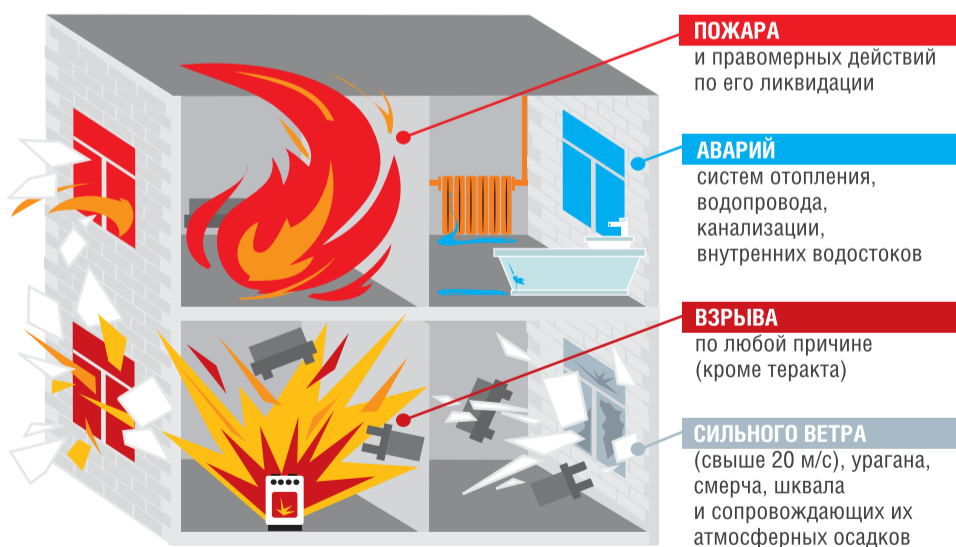 ПОЖАРА
и правомерных действий
по его ликвидации
АВАРИЙ
систем отопления,
водопровода,
канализации,
внутренних водостоков
ВЗРЫВА
по любой причине
(кроме теракта)
СИЛЬНОГО ВЕТРА
(свыше 20 м/с), урагана,
смерча, шквала
и сопровождающих их
атмосферных осадков